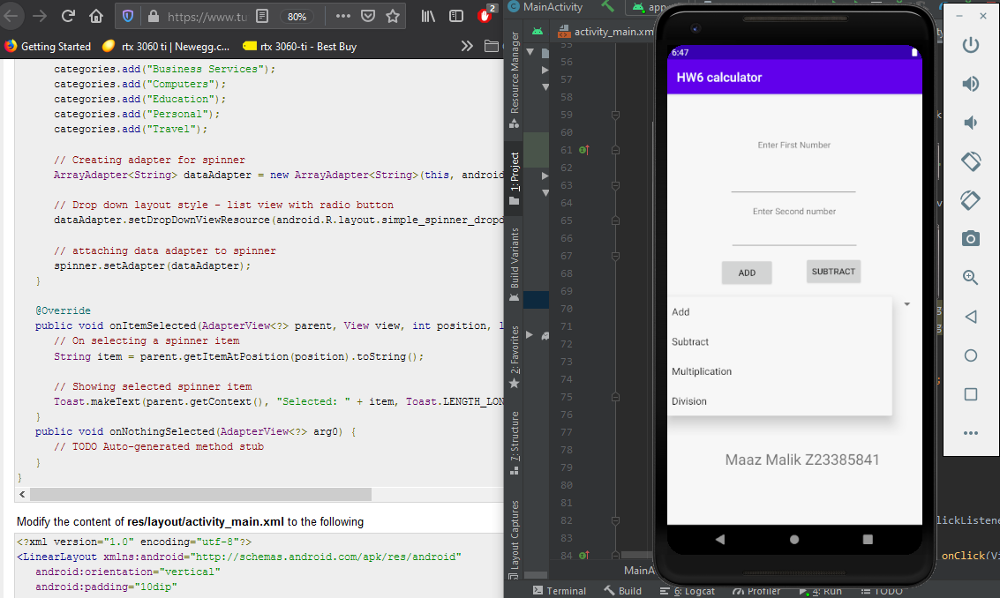 https://www.tu
80%
2
Getting Started
rtx 3060 ti | Newegg.c...
rtx 3060-ti - Best Buy
categories.add("Business Services");
categories.add("Computers");
categories.add("Education");
categories.add("Personal");
categories.add("Travel");
// Creating adapter for spinner
ArrayAdapter<String> dataAdapter = new ArrayAdapter<String>(this, android
// Drop down layout style - list view with radio button
dataAdapter.setDropDownViewResource(android.R.layout.simple_spinner_dropd
// attaching data adapter to spinner
spinner.setAdapter(dataAdapter);
}
@Override
public void onItemSelected(AdapterView<?> parent, View view, int position, l
// On selecting a spinner item
String item = parent.getItemAtPosition(position).toString();
// Showing selected spinner item
Toast.makeText(parent.getContext(), "Selected: " + item, Toast.LENGTH_LON
}
public void onNothingSelected(AdapterView<?> arg0) {
// TODO Auto-generated method stub
}
}
Modify the content of res/layout/activity_main.xml to the following
<?xml version="1.0" encoding="utf-8"?>
<LinearLayout xmlns:android="http://schemas.android.com/apk/res/android"
android:orientation="vertical"
android:padding="10dip"
MainActivity
app
activity_main.xm
Resource Manager
1: Project
Build Variants
2: Favorites
7: Structure
Layout Captures
55
56
57
58
59
60
61
62
63
64
65
66
67
68
69
70
71
72
73
74
75
76
77
78
79
80
81
82
83
84
MainA
Terminal
Build
6: Logcat
Profiler
4: Run
TODO
6:47
HW6 calculator
Enter First Number
Enter Second number
ADD
SUBTRACT
Add
Subtract
Multiplication
Division
Maaz Malik Z23385841
lickListene
onClick(Vi